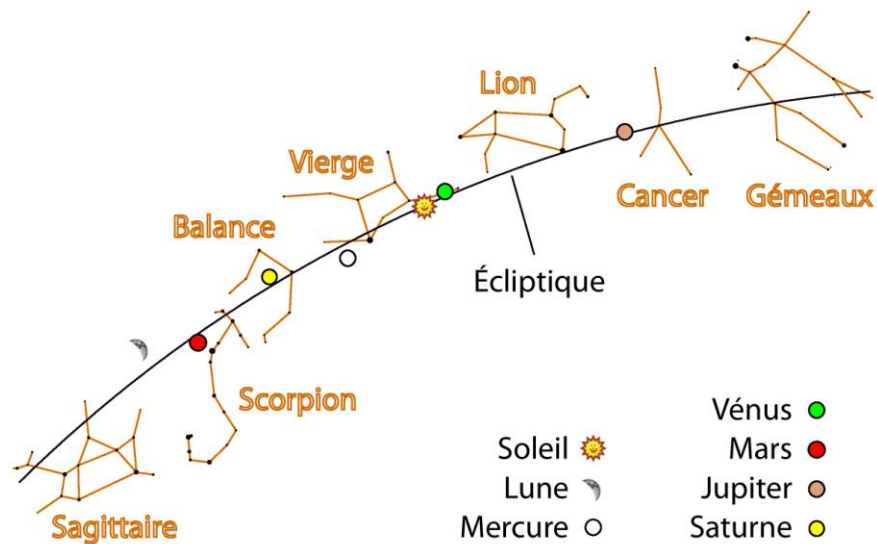 Lion
Vierge
Cancer
Gémeaux
Balance
Écliptique
Scorpion
Sagittaire
Soleil
Lune
Mercure
Vénus
Mars
Jupiter
Saturne